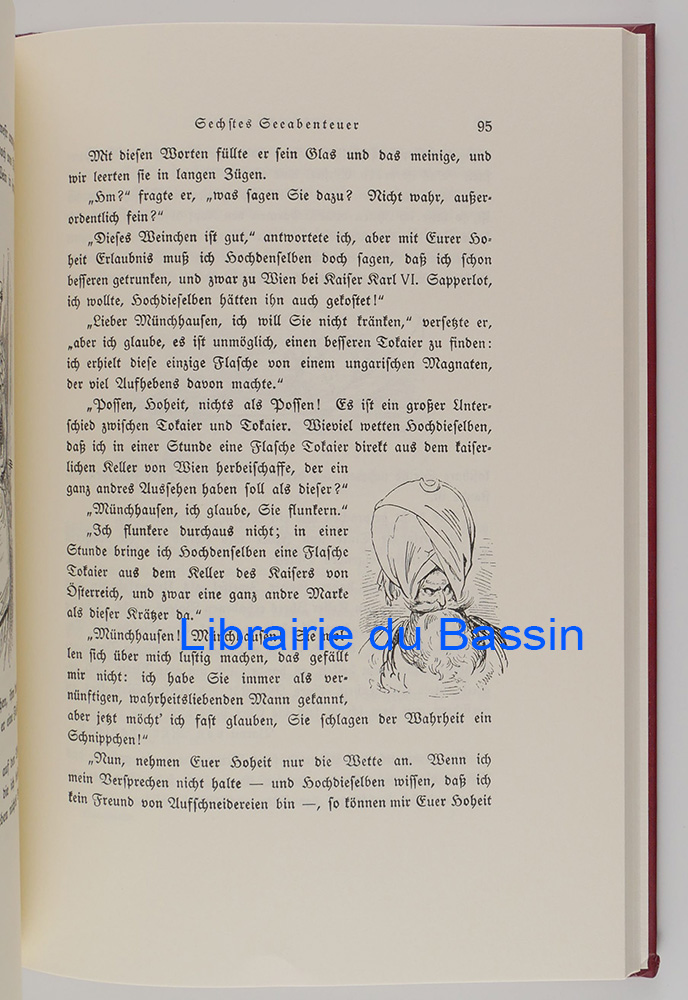 Sechstes Seeabenteuer 95
Mit diesen Worten füllte er sein Glas und das meinige, und
wir leerten sie in langen Zügen.
„Hm?“ fragte er, „was sagen Sie dazu? Nicht wahr, außer-
ordentlich fein?“
„Dieses Weinchen ist gut,“ antwortete ich, aber mit Eurer Ho-
heit Erlaubnis muß ich Hochdenselben doch sagen, daß ich schon
besseren getrunken, und zwar zu Wien bei Kaiser Karl VI. Sapperlot,
ich wollte, Hochdieselben hätten ihn auch gekostet!“
„Lieber Münchhausen, ich will Sie nicht kränken,“ versetzte er,
„aber ich glaube, es ist unmöglich, einen besseren Tokaier zu finden:
ich erhielt diese einzige Flasche von einem ungarischen Magnaten,
der viel Aufhebens davon machte.“
„Possen, Hoheit, nichts als Possen! Es ist ein großer Unter-
schied zwischen Tokaier und Tokaier. Wieviel wetten Hochdieselben,
daß ich in einer Stunde eine Flasche Tokaier direkt aus dem kaiser-
lichen Keller von Wien herbeischaffe, der ein
ganz andres Aussehen haben soll als dieser?“
„Münchhausen, ich glaube, Sie flunkern.“
„Ich flunkere durchaus nicht; in einer
Stunde bringe ich Hochdenselben eine Flasche
Tokaier aus dem Keller des Kaisers von
Österreich, und zwar eine ganz andre Marke
als dieser Krätzer da.“
„Münchhausen! Münchhausen! Sie wol-
len sich über mich lustig machen, das gefällt
mir nicht: ich habe Sie immer als ver-
nünftigen, wahrheitsliebenden Mann gekannt,
aber jetzt möcht' ich fast glauben, Sie schlagen der Wahrheit ein
Schnippchen!“
„Nun, nehmen Euer Hoheit nur die Wette an. Wenn ich
mein Versprechen nicht halte — und Hochdieselben wissen, daß ich
kein Freund von Aufschneidereien bin —, so können mir Euer Hoheit
Librairie du Bassin